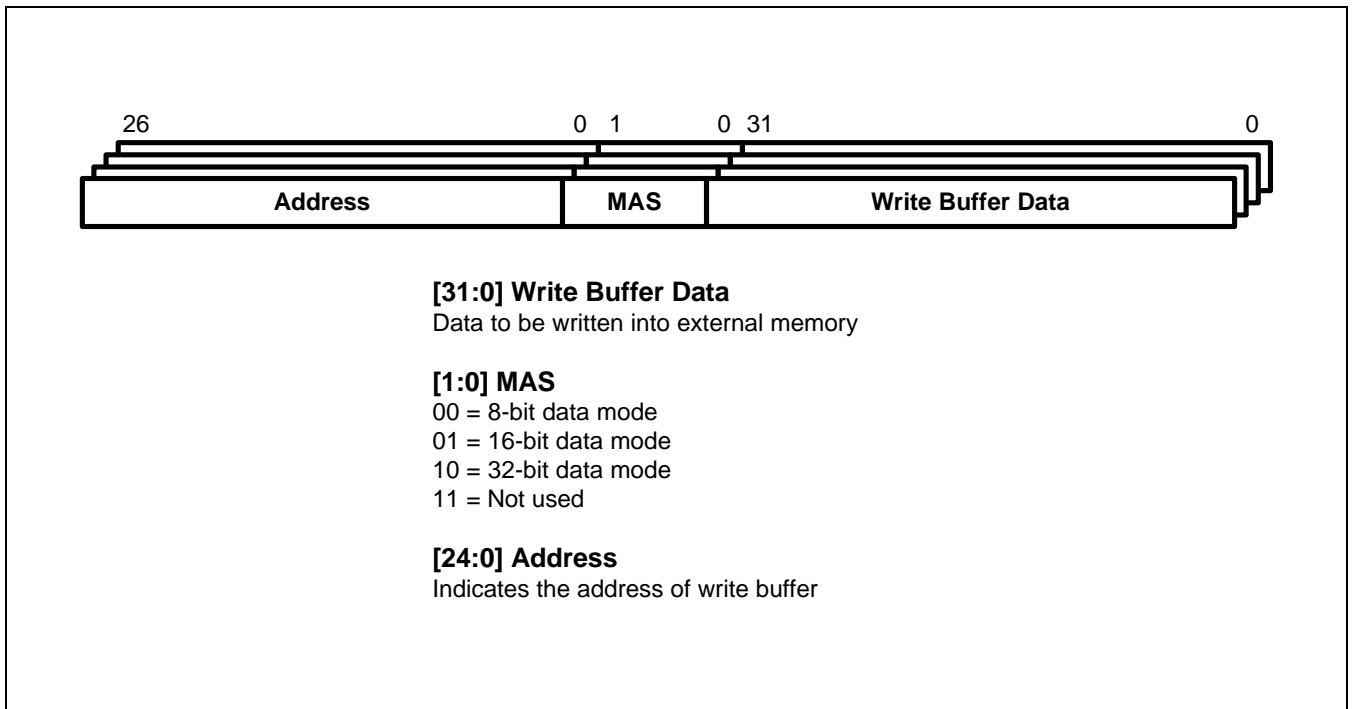 26 0 1 0 31 0
Address MAS Write Buffer Data
[31:0] Write Buffer Data
Data to be written into external memory
[1:0] MAS
00 = 8-bit data mode
01 = 16-bit data mode
10 = 32-bit data mode
11 = Not used
[24:0] Address
Indicates the address of write buffer